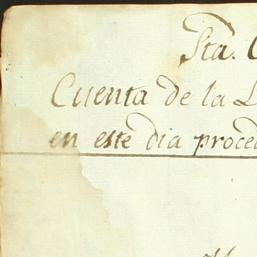 Sta.
Cuenta de la
en este dia proced